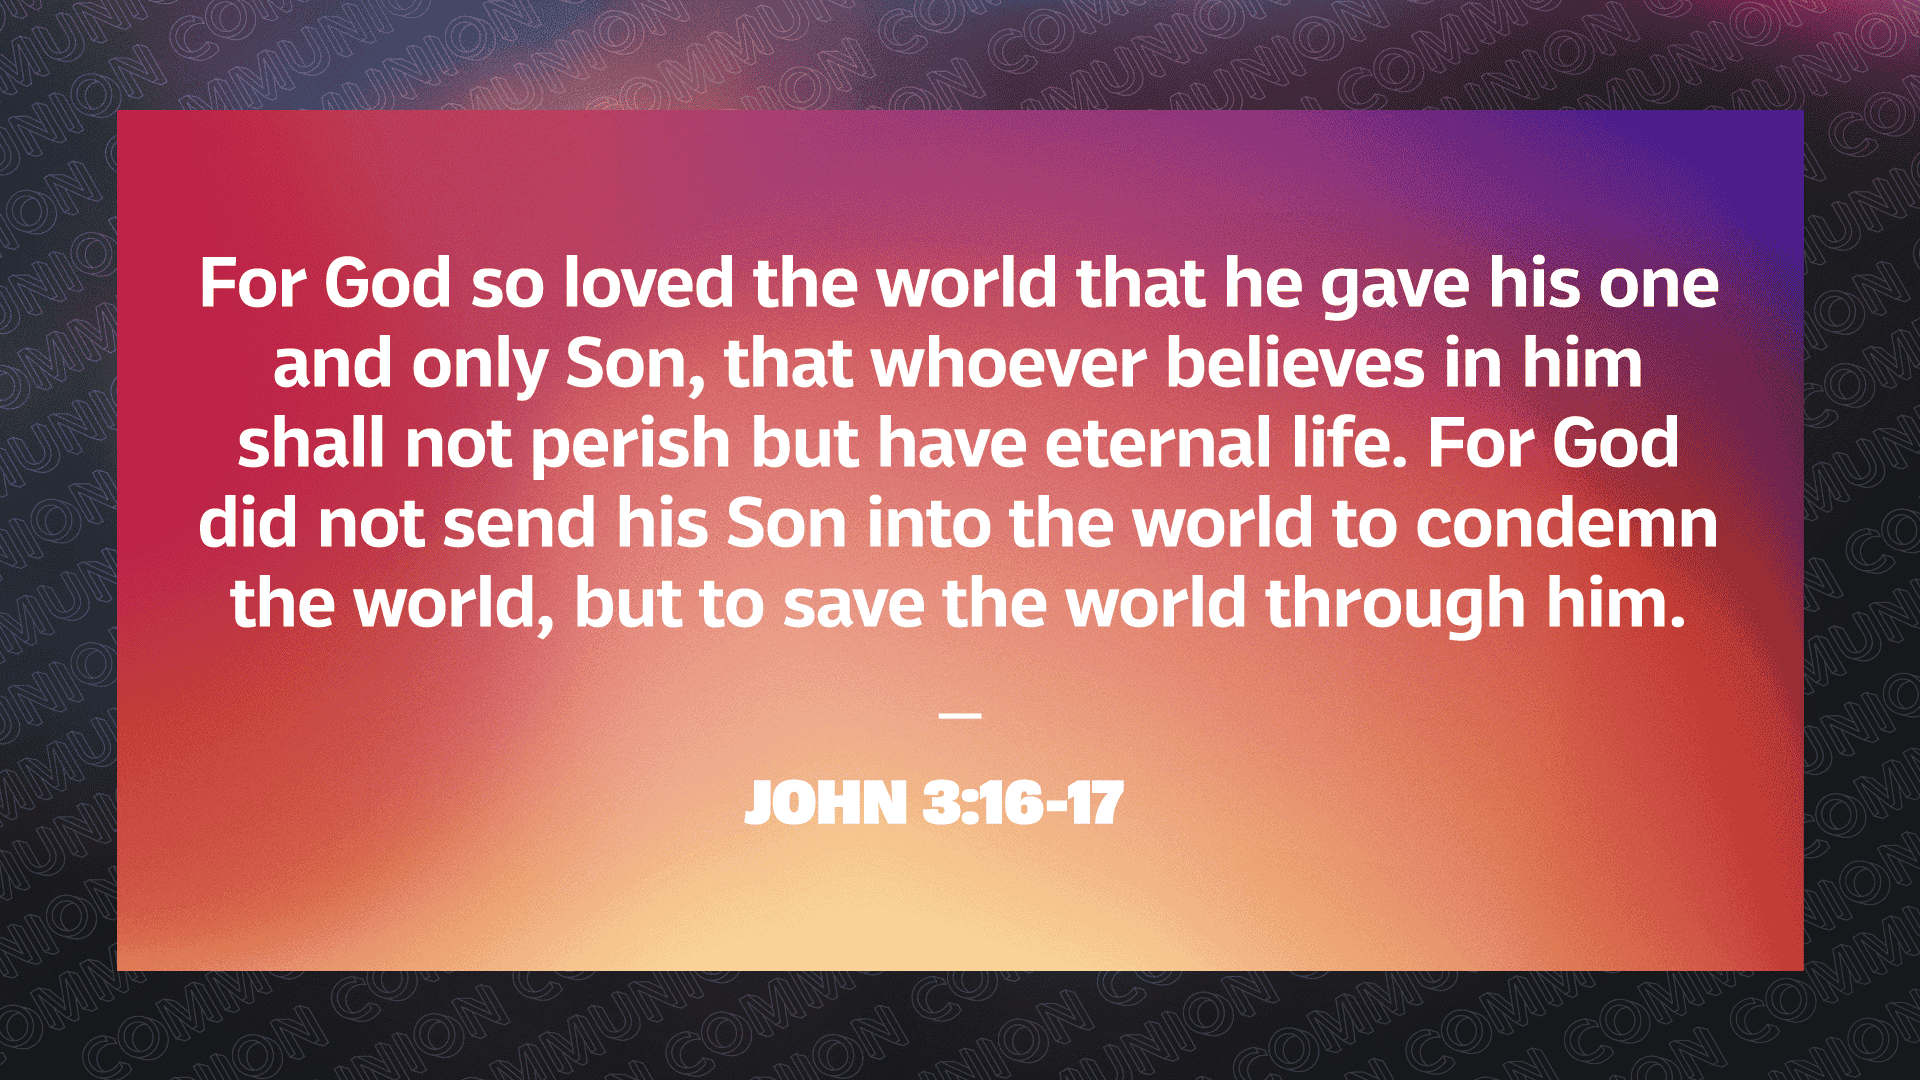 For God so loved the world that he gave his one
and only Son, that whoever believes in him
shall not perish but have eternal life. For God
did not send his Son into the world to condemn
the world, but to save the world through him.
—
JOHN 3:16-17
COMMUNION